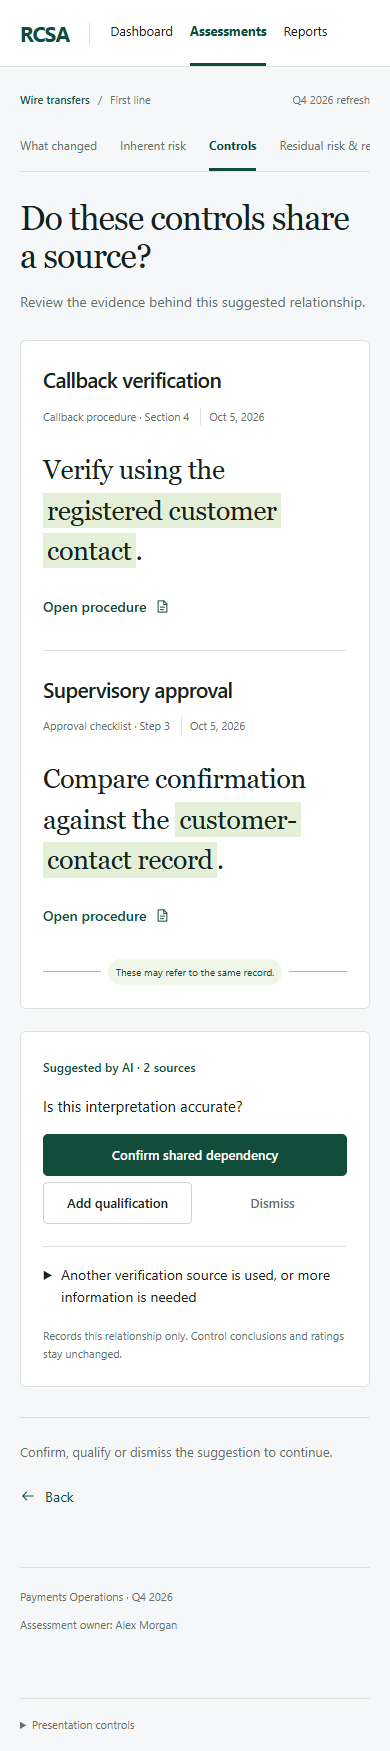 RCSA
Dashboard Assessments Reports
Wire transfers / First line Q4 2026 refresh
What changed Inherent risk Controls Residual risk & re
Do these controls share
a source?
Review the evidence behind this suggested relationship.
Callback verification
Callback procedure · Section 4 Oct 5, 2026
Verify using the
registered customer
contact.
Open procedure
Supervisory approval
Approval checklist · Step 3 Oct 5, 2026
Compare confirmation
against the customer-
contact record.
Open procedure
These may refer to the same record.
Suggested by AI · 2 sources
Is this interpretation accurate?
Confirm shared dependency
Add qualification Dismiss
Another verification source is used, or more
information is needed
Records this relationship only. Control conclusions and ratings
stay unchanged.
Confirm, qualify or dismiss the suggestion to continue.
Back
Payments Operations · Q4 2026
Assessment owner: Alex Morgan
Presentation controls